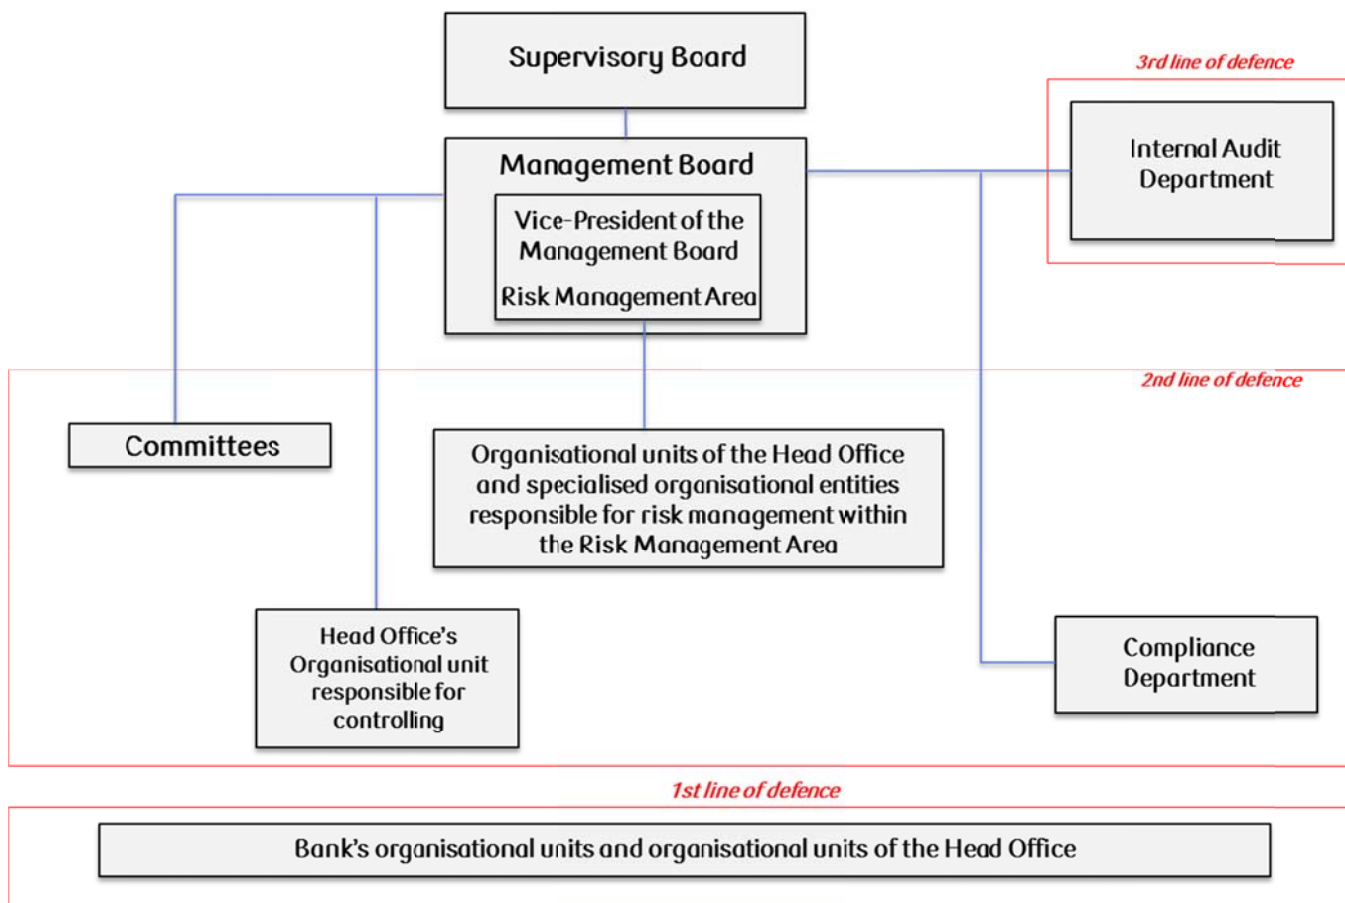 Supervisory Board
3rd line of defence
Internal Audit
Department
Management Board
Vice-President of the
Management Board
Risk Management Area
2nd line of defence
Committees
Organisational units of the Head Office
and specialised organisational entities
responsible for risk management within
the Risk Management Area
Head Office's
Organisational unit
responsible for
controlling
Compliance
Department
1st line of defence
Bank's organisational units and organisational units of the Head Office